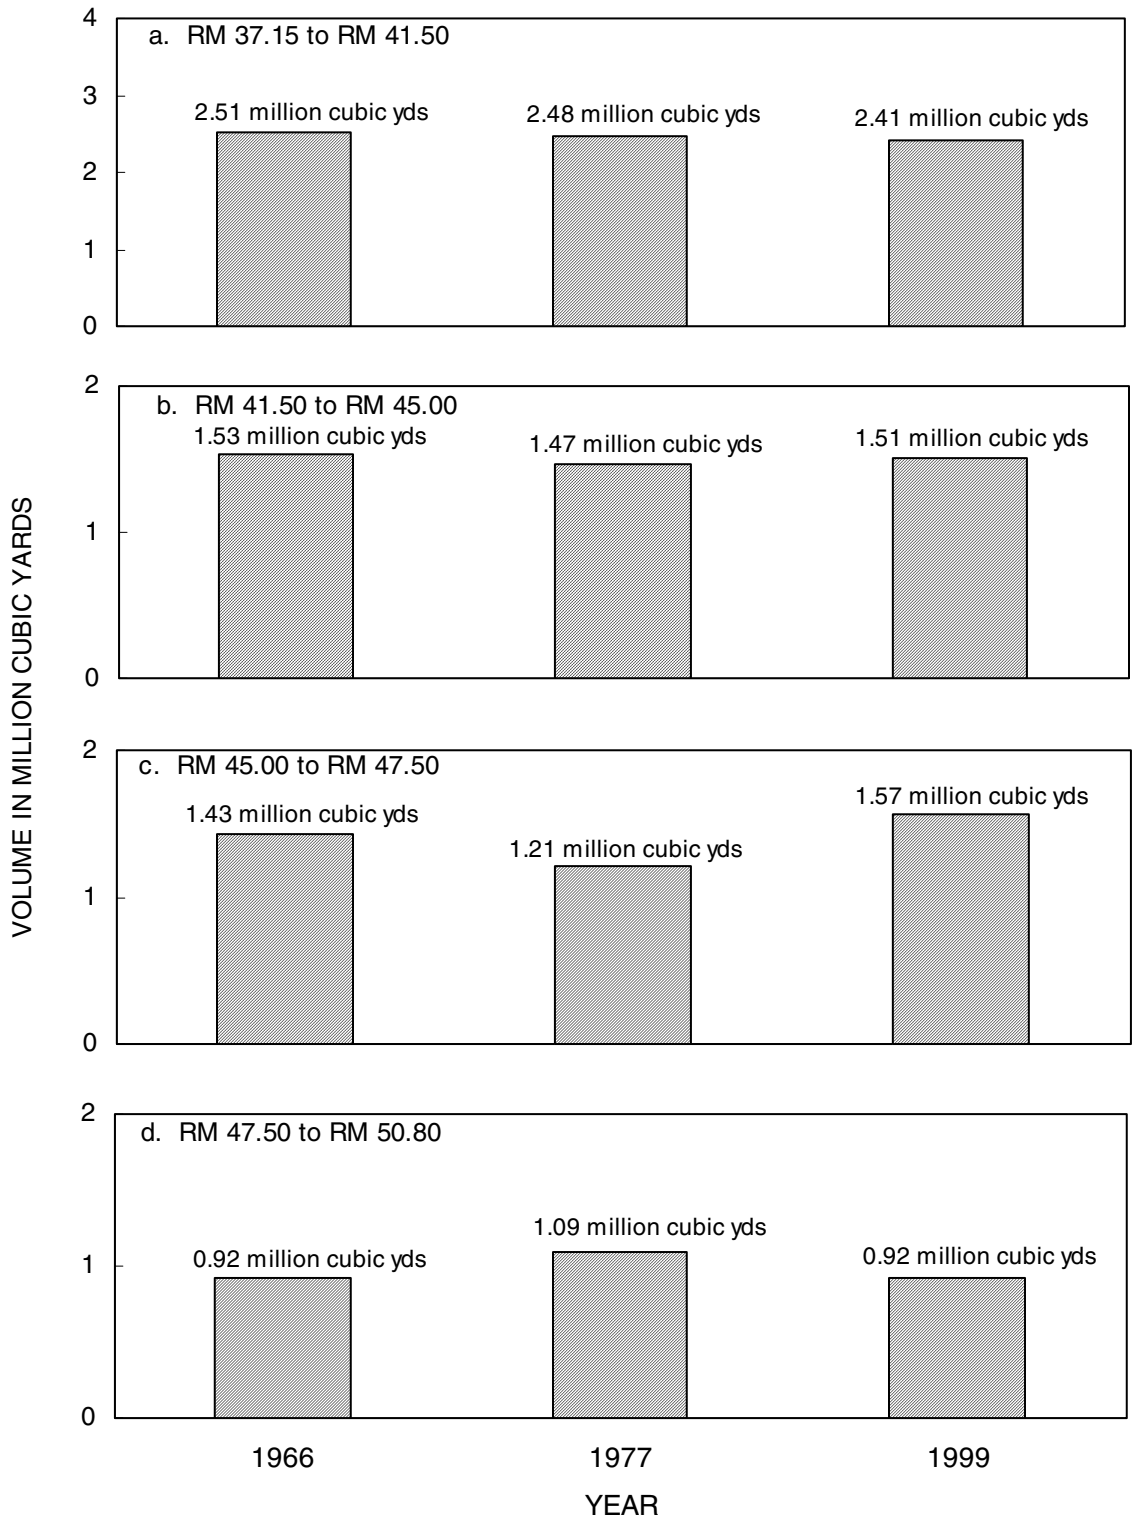 4
a. RM 37.15 to RM 41.50
3
2.51 million cubic yds
2.48 million cubic yds
2.41 million cubic yds
2
1
0
2
b. RM 41.50 to RM 45.00
1.53 million cubic yds
1.47 million cubic yds
1.51 million cubic yds
1
0
VOLUME IN MILLION CUBIC YARDS
2
c. RM 45.00 to RM 47.50
1.43 million cubic yds
1.21 million cubic yds
1.57 million cubic yds
1
0
2
d. RM 47.50 to RM 50.80
0.92 million cubic yds
1.09 million cubic yds
0.92 million cubic yds
1
0
1966 1977 1999
YEAR